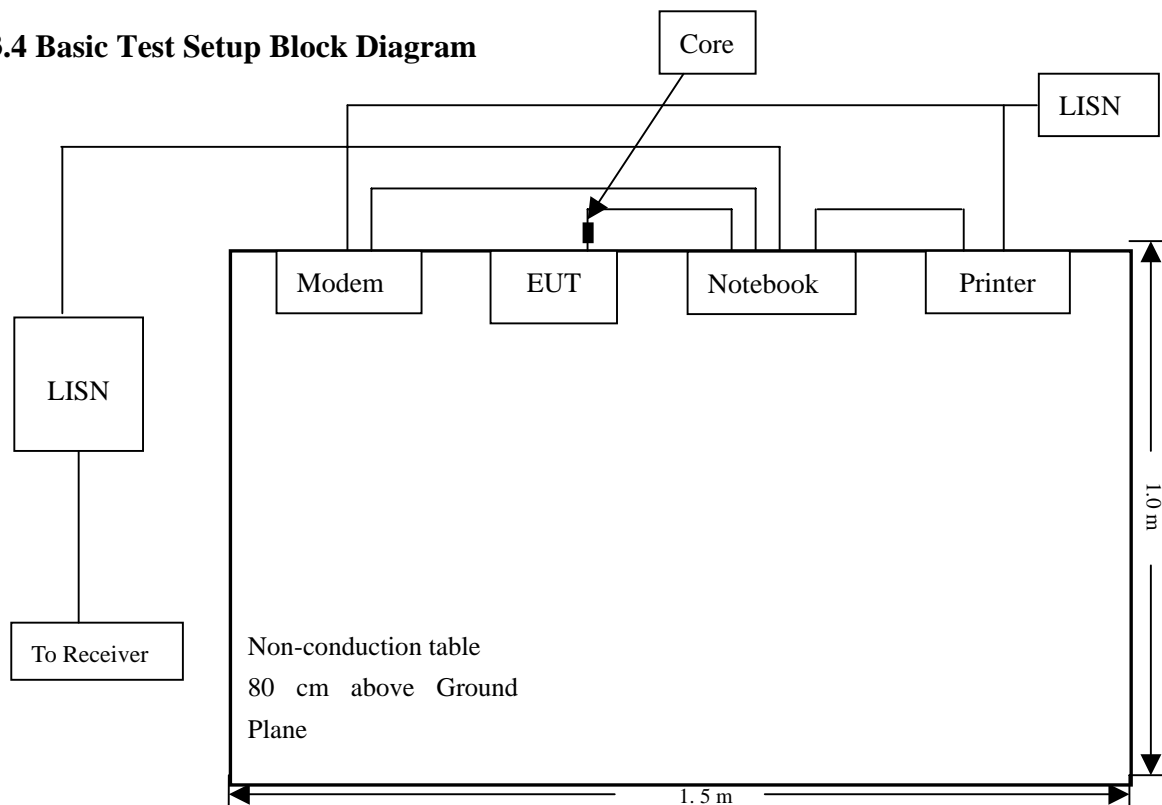 3.4 Basic Test Setup Block Diagram
Core
LISN
Modem
EUT
Notebook
Printer
LISN
1.0 m
To Receiver
Non-conduction table
80 cm above Ground
Plane
1. 5 m